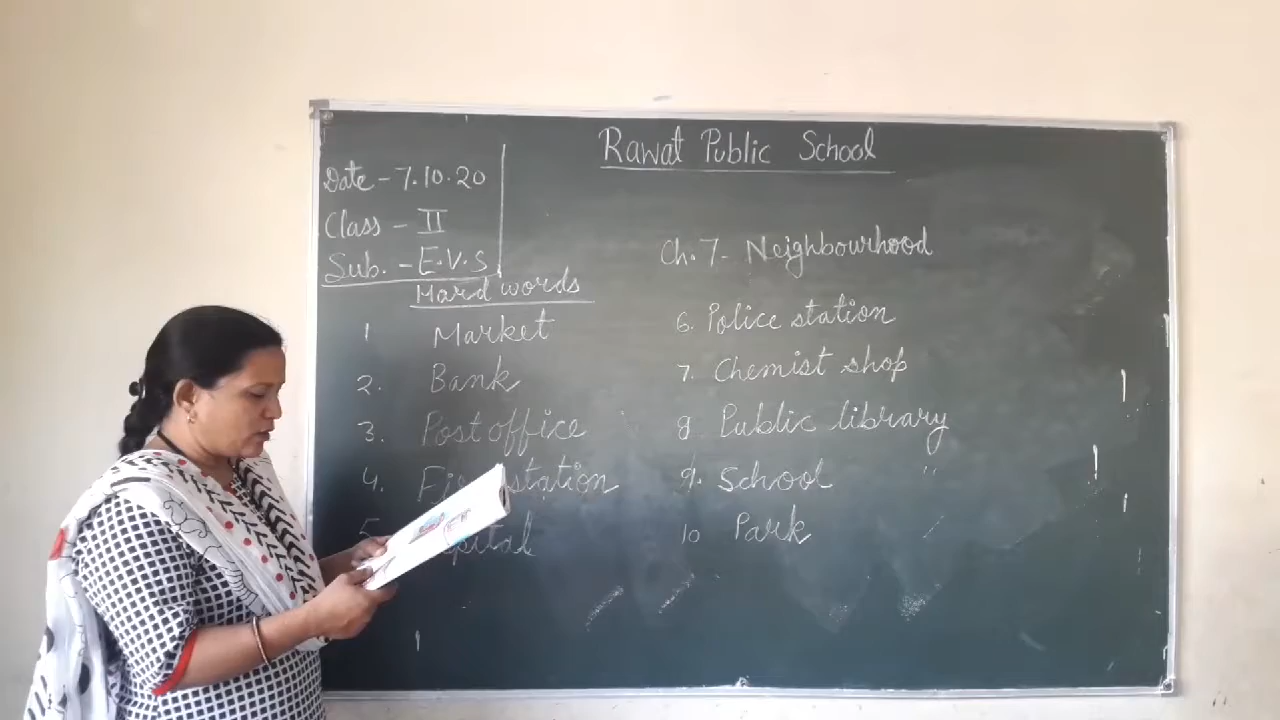 Rawat Public School
Date - 7.10.20
Class - II
Sub. - E.V.S
Ch. 7- Neighbourhood
Hard words
1 Market
2. Bank
3. Post office
4. station
5
6. Police station
7. Chemist shop
8 Public library
9. School
10 Park